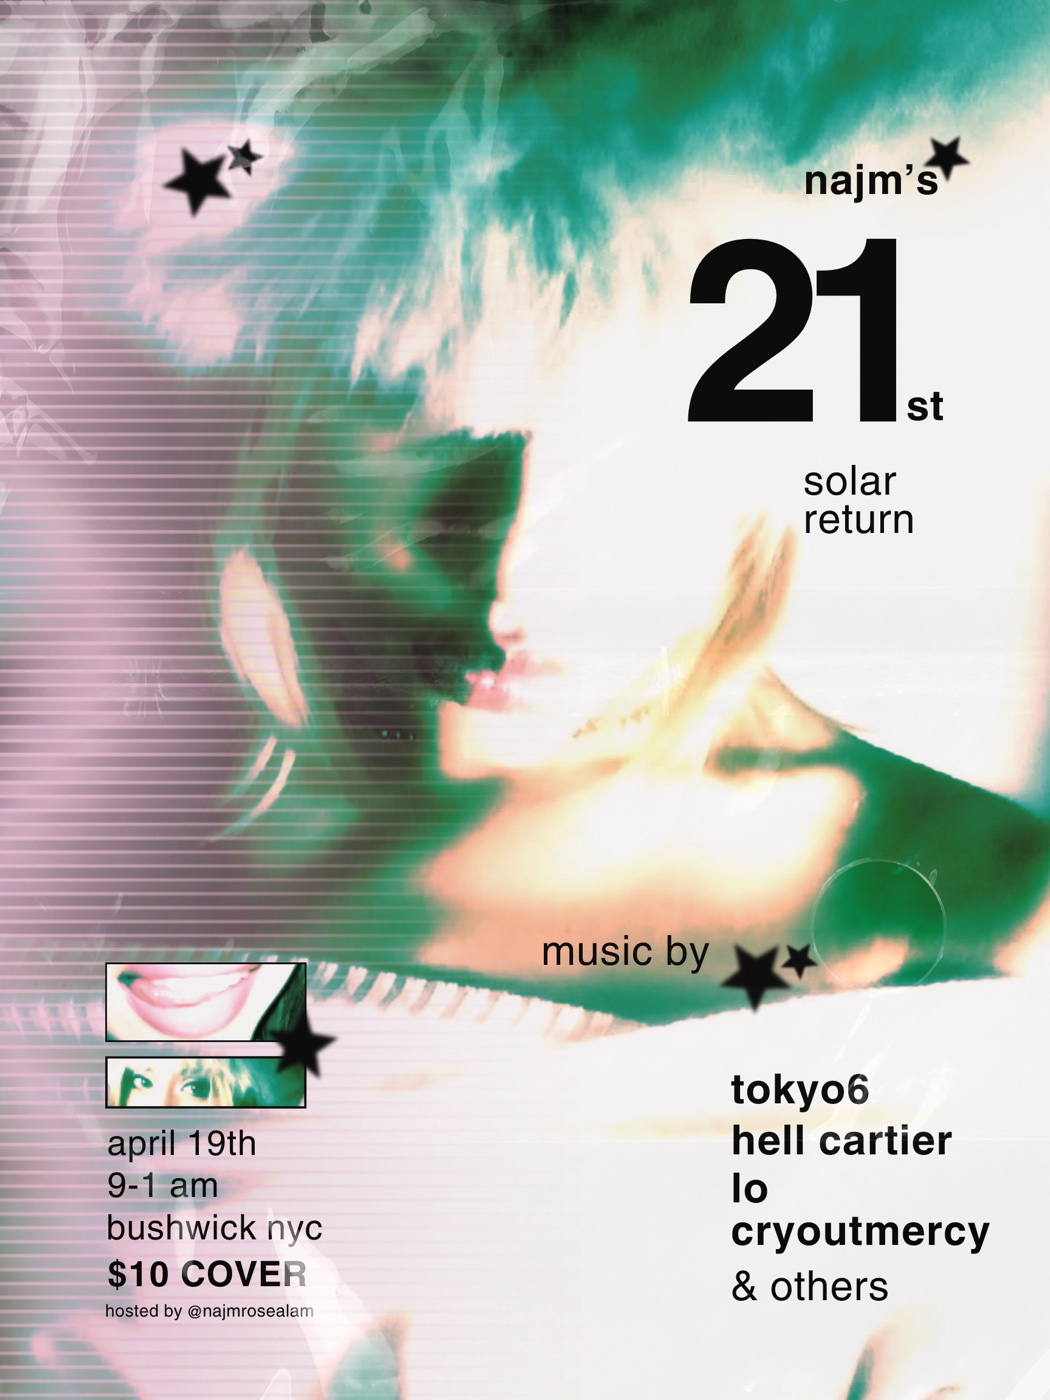 najm’s
21st
solar
return
music by
tokyo6
hell cartier
lo
cryoutmercy
& others
april 19th
9-1 am
bushwick nyc
$10 COVER
hosted by @najmrosealam